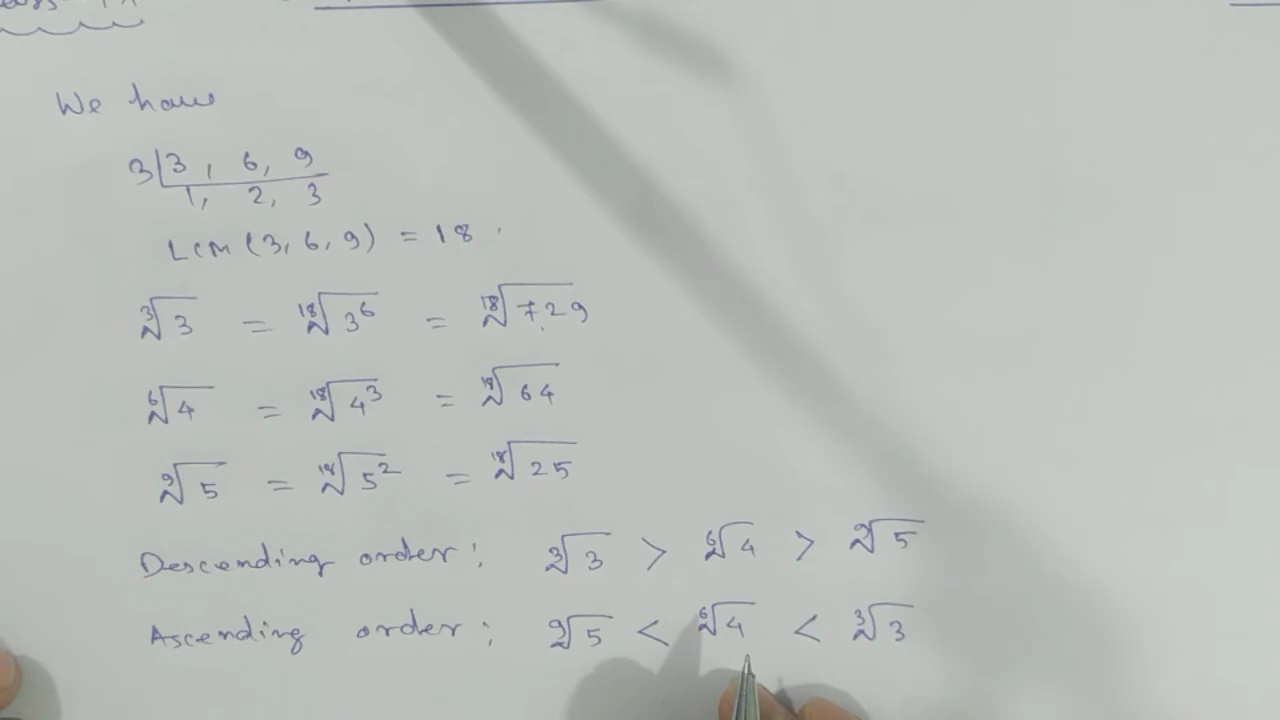 We have
3|3, 6, 9
1, 2, 3
LCM (3, 6, 9) = 18.
∛3 = ¹⁸√3⁶ = ¹⁸√729
⁶√4 = ¹⁸√4³ = ¹⁸√64
⁹√5 = ¹⁸√5² = ¹⁸√25
Descending order: ∛3 > ⁶√4 > ⁹√5
Ascending order: ⁹√5 < ⁶√4 < ∛3